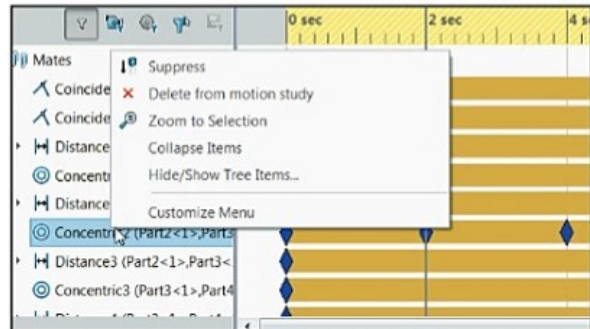 0 sec 2 sec 4 s
Mates
Coincide
Coincide
Distance
Concentr
Distance
Concentric2 (Part2<1>,Part3
Distance3 (Part2<1>,Part3<
Concentric3 (Part3<1>,Part4
Suppress
Delete from motion study
Zoom to Selection
Collapse Items
Hide/Show Tree Items...
Customize Menu